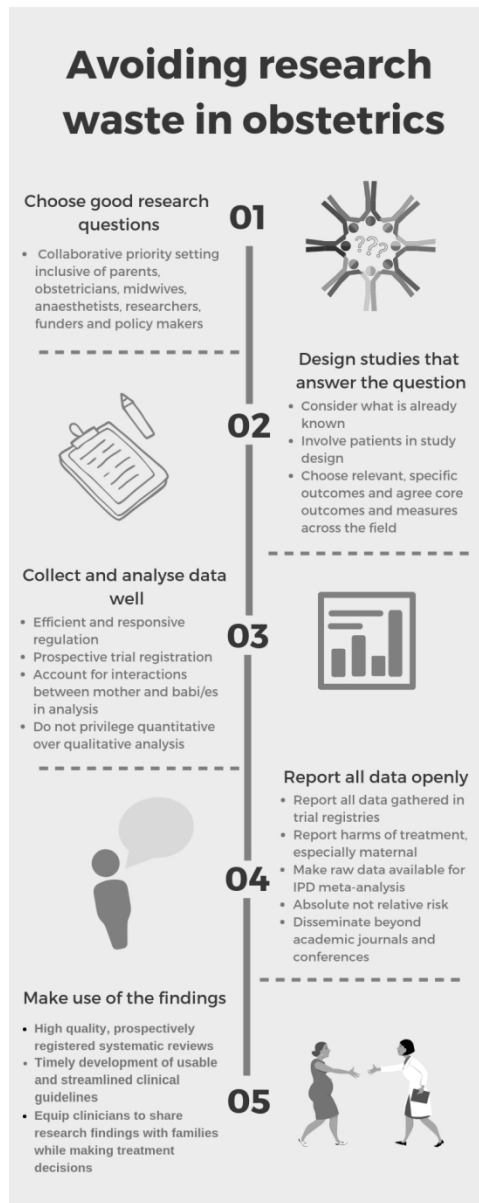 Avoiding research
waste in obstetrics
Choose good research
questions
01
• Collaborative priority setting
inclusive of parents,
obstetricians, midwives,
anaesthetists, researchers,
funders and policy makers
???
Design studies that
answer the question
02
• Consider what is already
known
• Involve patients in study
design
• Choose relevant, specific
outcomes and agree core
outcomes and measures
across the field
Collect and analyse data
well
03
• Efficient and responsive
regulation
• Prospective trial registration
• Account for interactions
between mother and babi/es
in analysis
• Do not privilege quantitative
over qualitative analysis
Report all data openly
04
• Report all data gathered in
trial registries
• Report harms of treatment,
especially maternal
• Make raw data available for
IPD meta-analysis
• Absolute not relative risk
• Disseminate beyond
academic journals and
conferences
Make use of the findings
05
• High quality, prospectively
registered systematic reviews
• Timely development of usable
and streamlined clinical
guidelines
• Equip clinicians to share
research findings with families
while making treatment
decisions